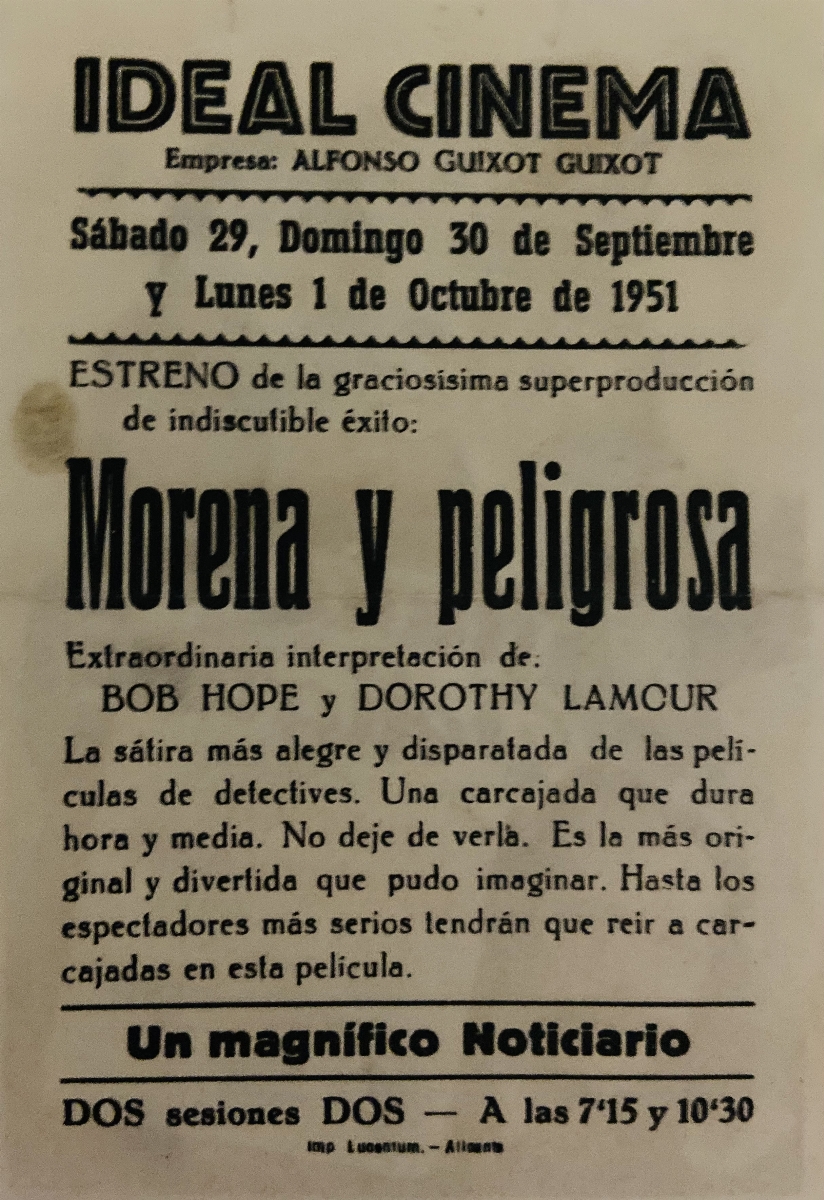 IDEAL CINEMA
Empresa: ALFONSO GUIXOT GUIXOT
Sábado 29, Domingo 30 de Septiembre
y Lunes 1 de Octubre de 1951
ESTRENO de la graciosísima superproducción
de indiscutible éxito:
Morena y peligrosa
Extraordinaria interpretación de:
BOB HOPE y DOROTHY LAMOUR
La sátira más alegre y disparatada de las pelí-
culas de detectives. Una carcajada que dura
hora y media. No deje de verla. Es la más ori-
ginal y divertida que pudo imaginar. Hasta los
espectadores más serios tendrán que reir a car-
cajadas en esta película.
Un magnífico Noticiario
DOS sesiones DOS — A las 7‘15 y 10‘30
Imp Lucentum. - Alicante